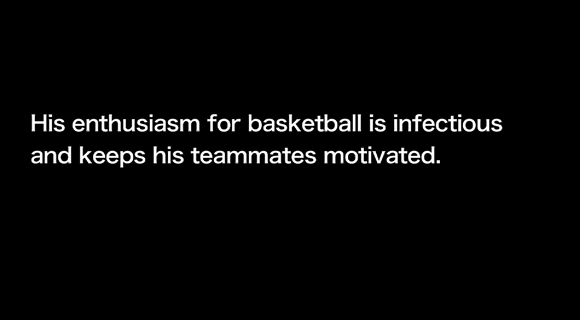 His enthusiasm for basketball is infectious
and keeps his teammates motivated.